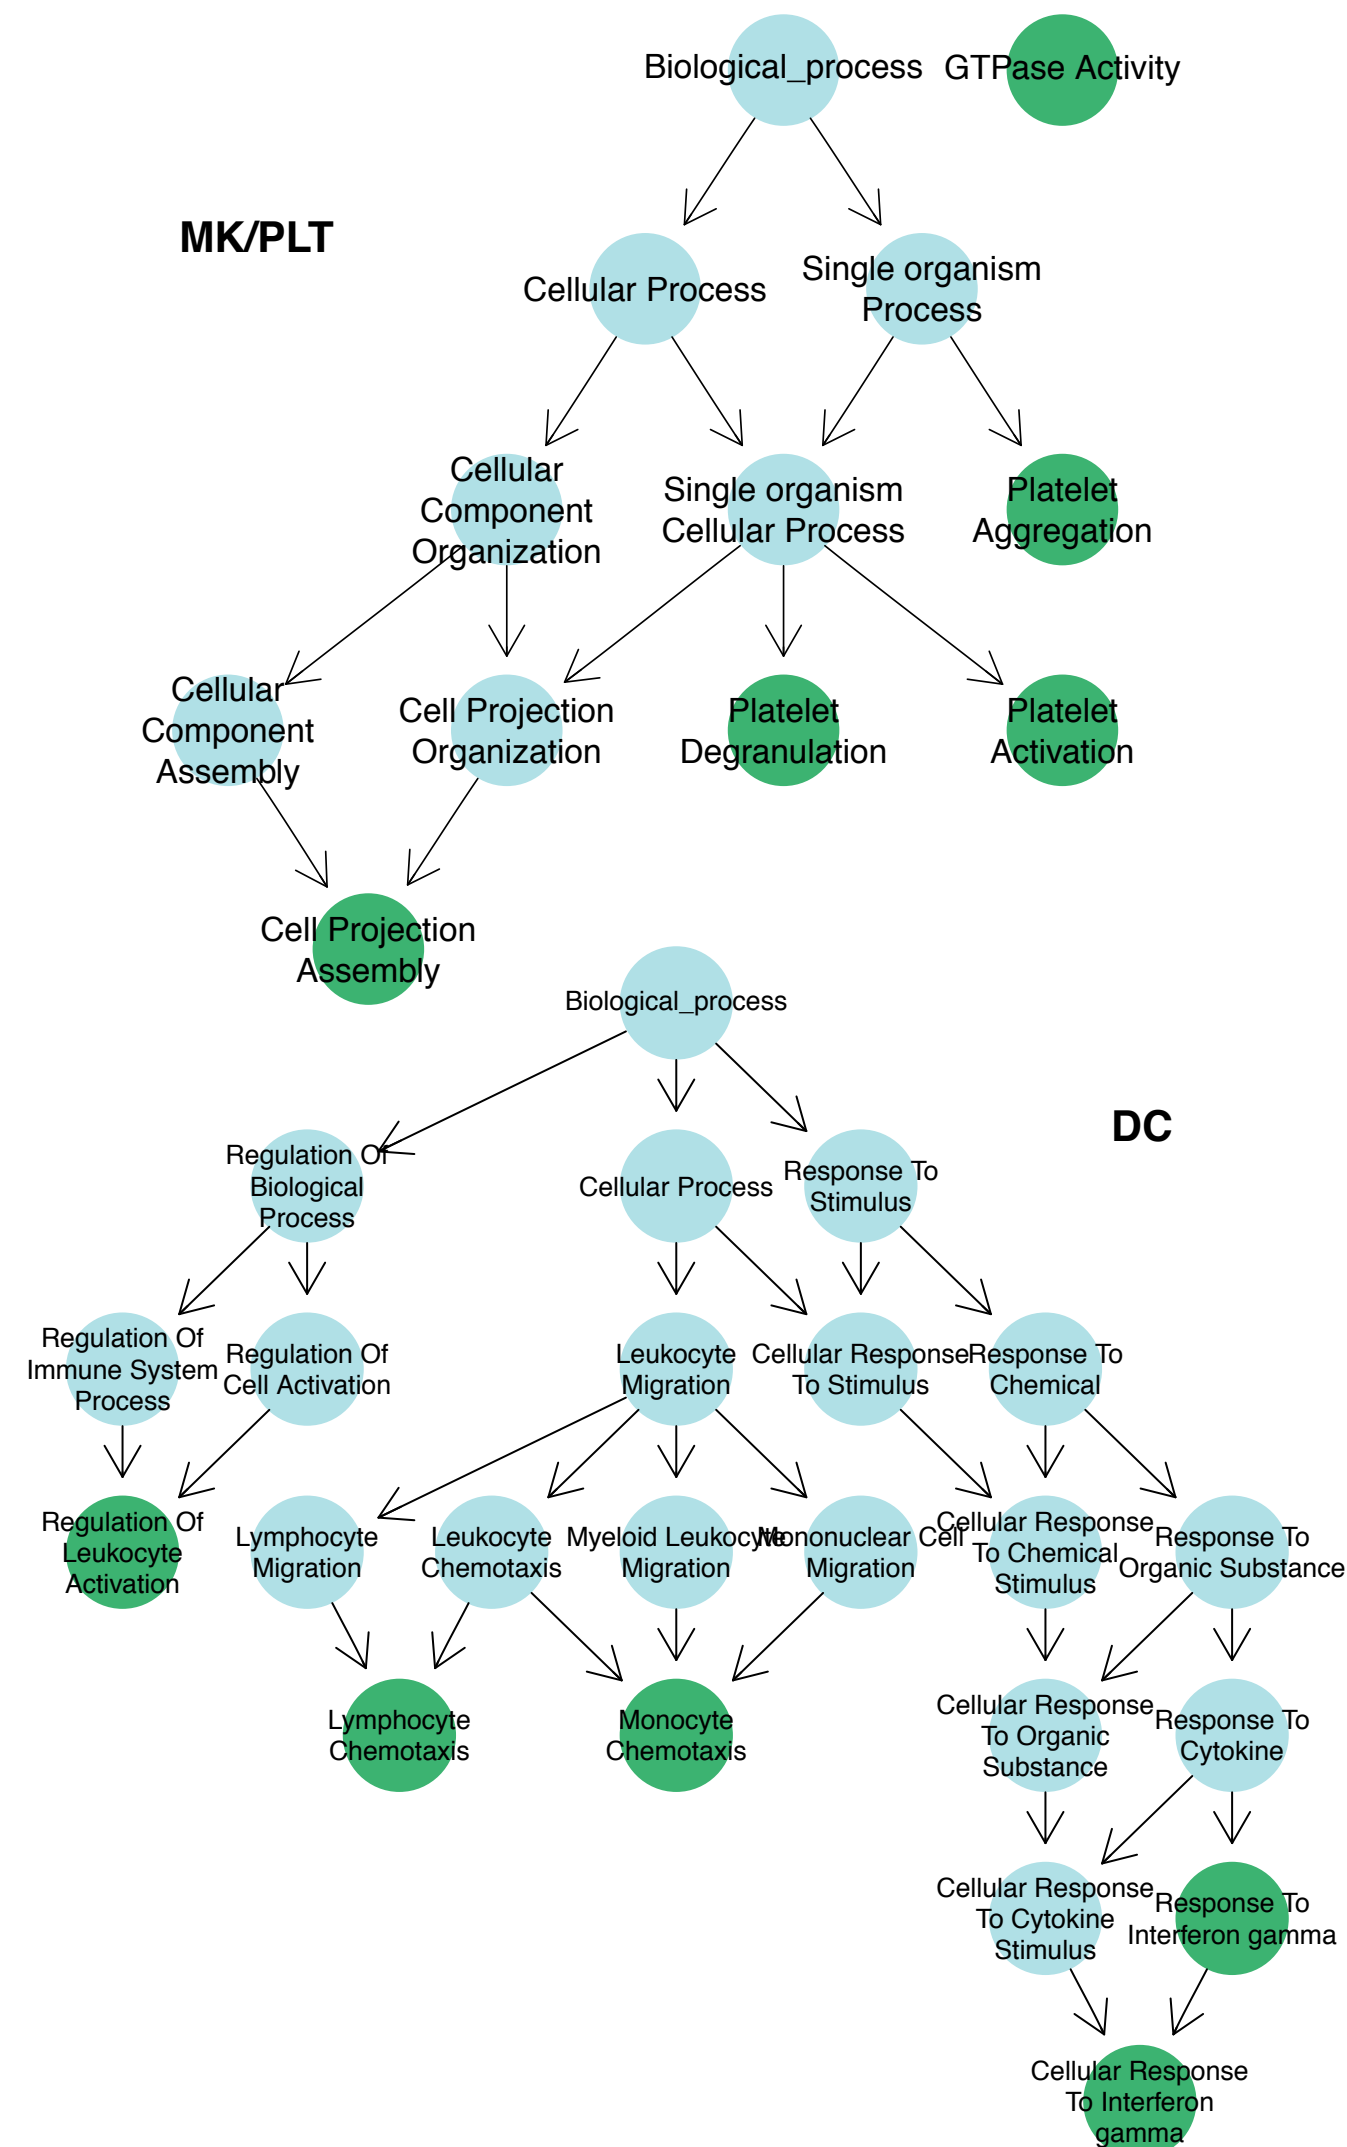 Biological_process
GTPase Activity
MK/PLT
Cellular Process
Single organism
Process
Cellular
Component
Organization
Single organism
Cellular Process
Platelet
Aggregation
Cellular
Component
Assembly
Cell Projection
Organization
Platelet
Degranulation
Platelet
Activation
Cell Projection
Assembly
Biological_process
DC
Regulation Of
Biological
Process
Cellular Process
Response To
Stimulus
Regulation Of
Immune System
Process
Regulation Of
Cell Activation
Leukocyte
Migration
Cellular Response
To Stimulus
Response To
Chemical
Regulation Of
Leukocyte
Activation
Lymphocyte
Migration
Leukocyte
Chemotaxis
Myeloid Leukocyte
Migration
Mononuclear Cell
Migration
Cellular Response
To Chemical
Stimulus
Response To
Organic Substance
Lymphocyte
Chemotaxis
Monocyte
Chemotaxis
Cellular Response
To Organic
Substance
Response To
Cytokine
Cellular Response
To Cytokine
Stimulus
Response To
Interferon gamma
Cellular Response
To Interferon
gamma